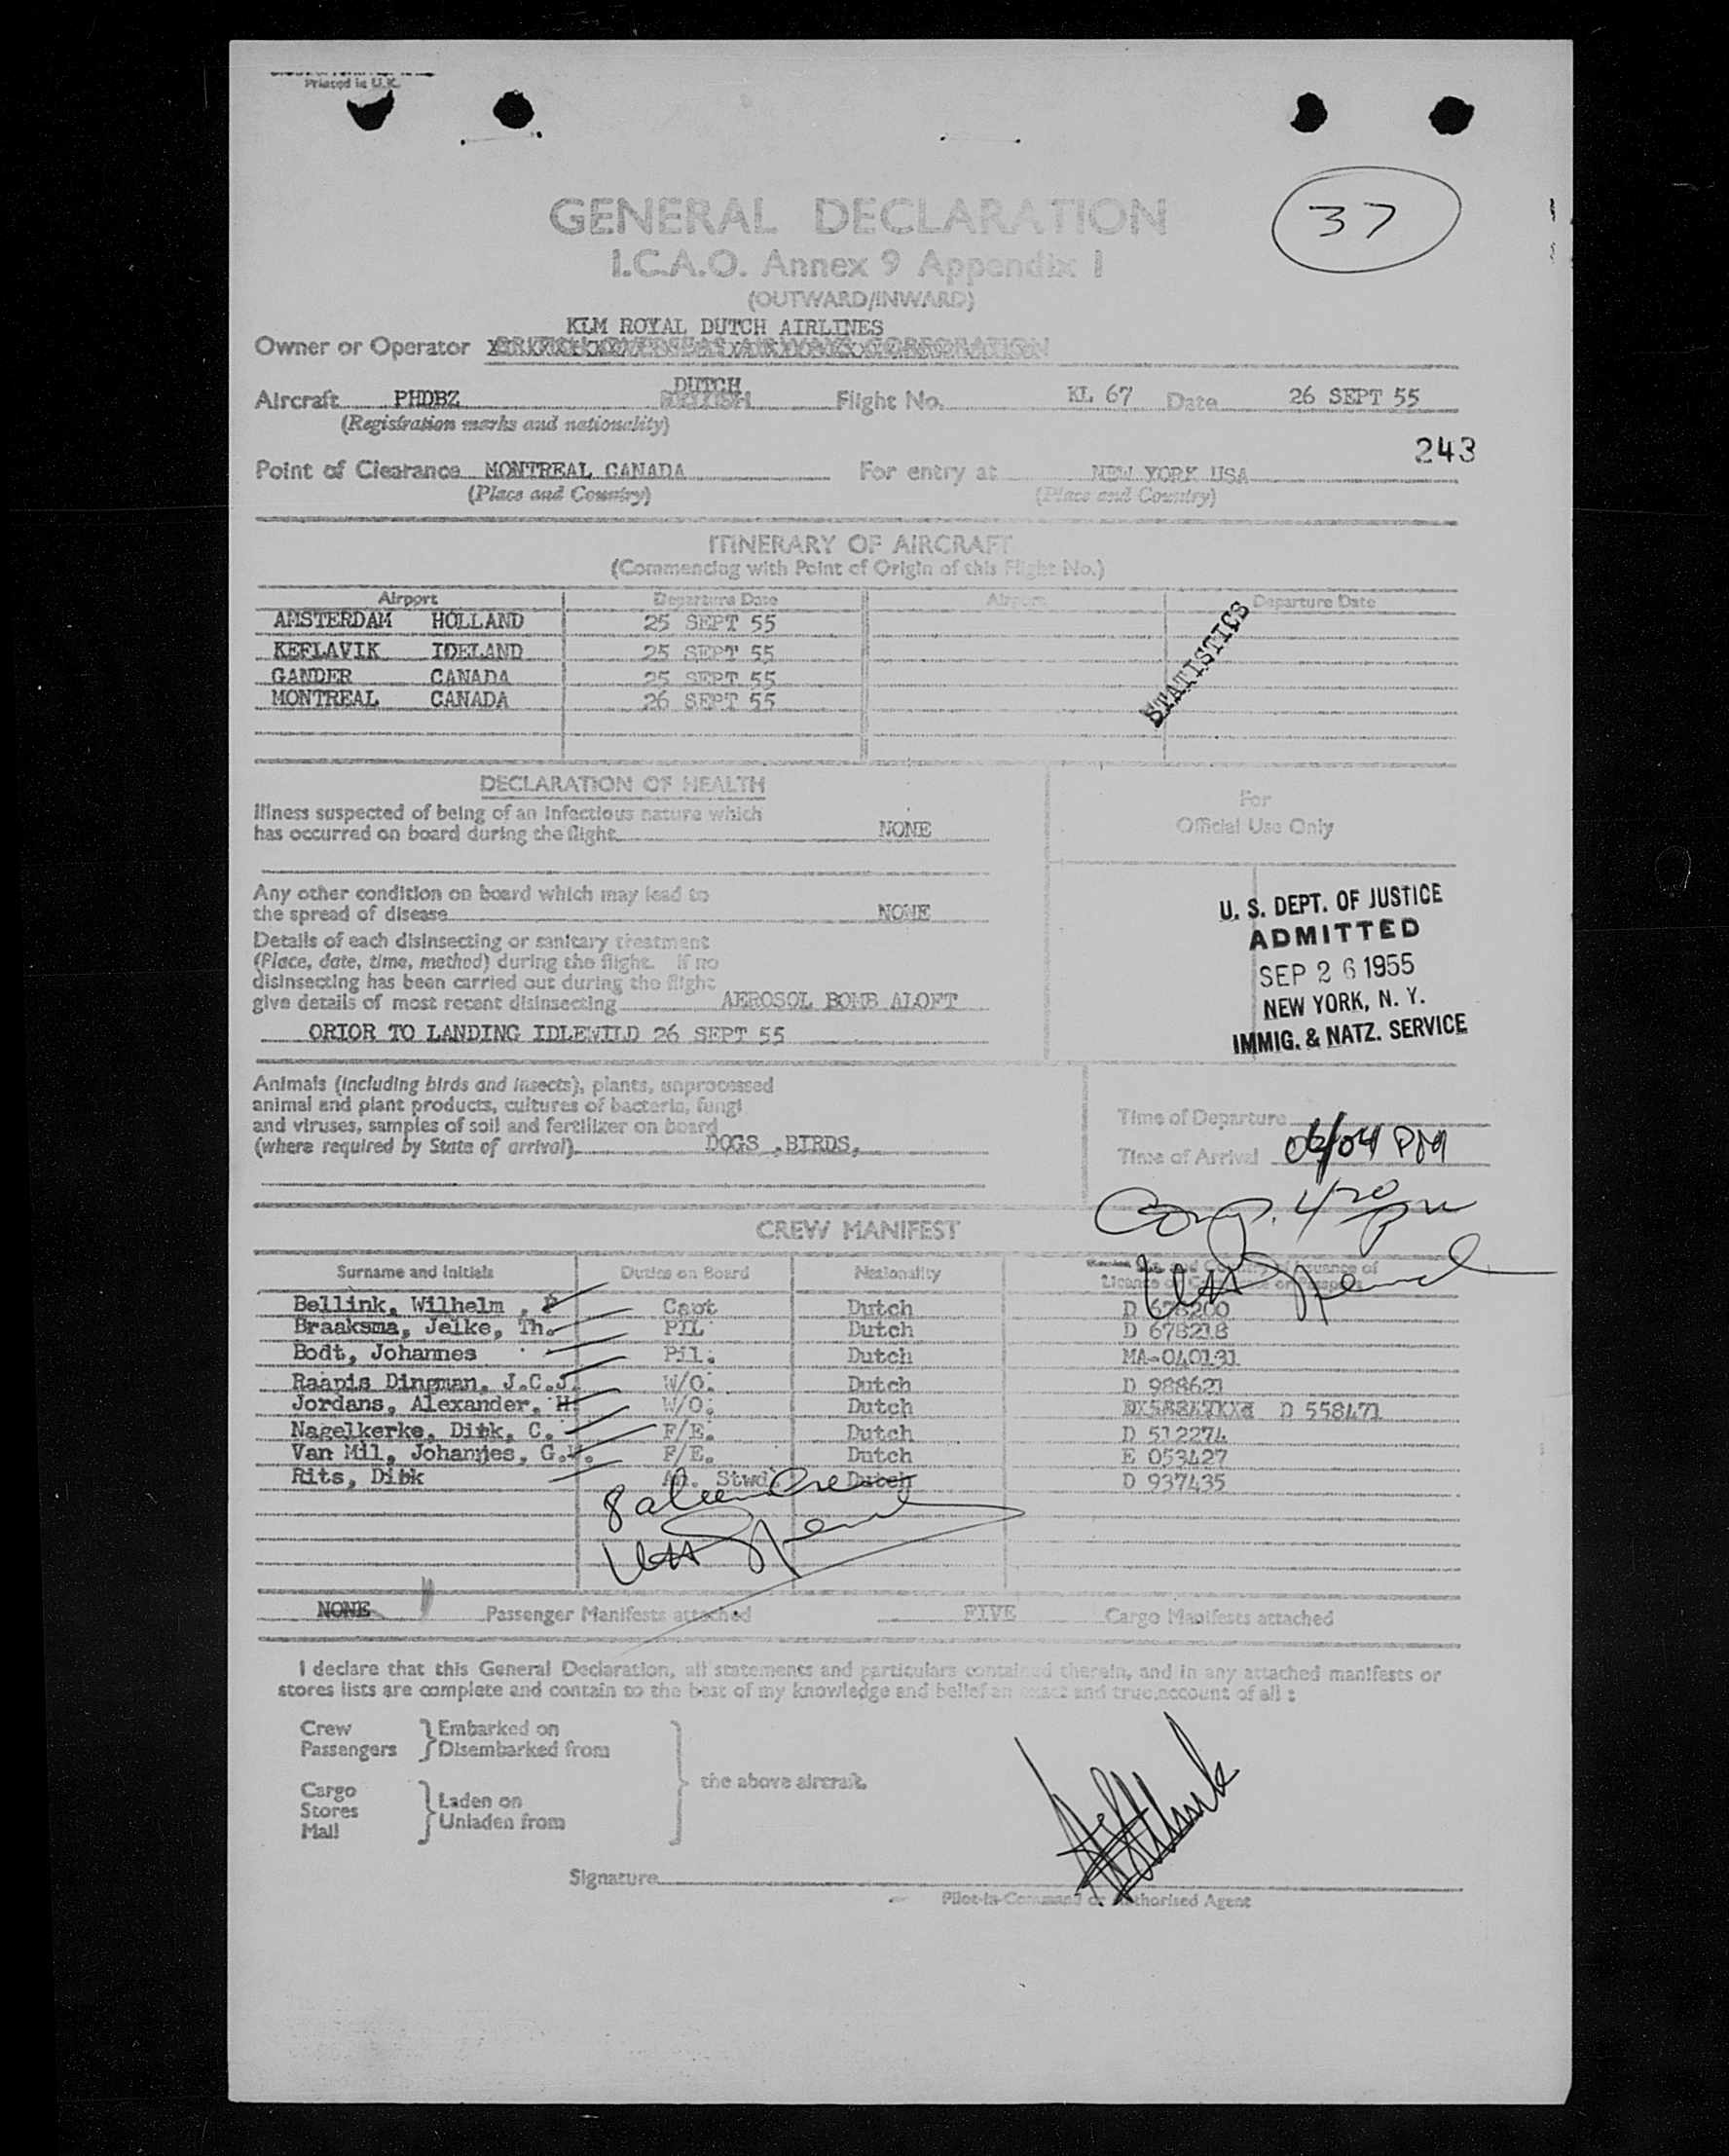 Printed in U.K.
37
GENERAL DECLARATION
I.C.A.O. Annex 9 Appendix 1
(OUTWARD/INWARD)
KLM ROYAL DUTCH AIRLINES
Owner or Operator
DUTCH
Aircraft PHDBZ Flight No. KL 67 Date 26 SEPT 55
(Registration marks and nationality)
243
Point of Clearance MONTREAL CANADA For entry at NEW YORK USA
(Place and Country) (Place and Country)
ITINERARY OF AIRCRAFT
(Commencing with Point of Origin of this Flight No.)
Airport Departure Date Airport Departure Date
AMSTERDAM HOLLAND 25 SEPT 55
KEFLAVIK IDELAND 25 SEPT 55
GANDER CANADA 25 SEPT 55
MONTREAL CANADA 26 SEPT 55
STATISTICS
DECLARATION OF HEALTH
For
Official Use Only
Illness suspected of being of an infectious nature which
has occurred on board during the flight NONE
Any other condition on board which may lead to
the spread of disease NONE
Details of each disinsecting or sanitary treatment
(Place, date, time, method) during the flight. If no
disinsecting has been carried out during the flight
give details of most recent disinsecting AEROSOL BOMB ALOFT
ORIOR TO LANDING IDLEWILD 26 SEPT 55
U. S. DEPT. OF JUSTICE
ADMITTED
SEP 26 1955
NEW YORK, N. Y.
IMMIG. & NATZ. SERVICE
Animals (including birds and insects), plants, unprocessed
animal and plant products, cultures of bacteria, fungi
and viruses, samples of soil and fertilizer on board
(where required by State of arrival) DOGS ,BIRDS,
Time of Departure
Time of Arrival 04/04 PM
CREW MANIFEST
Surname and Initials Duties on Board Nationality
Bellink, Wilhelm , P Capt Dutch D 678200
Braaksma, Jelke, Th. PIL Dutch D 678218
Bodt, Johannes Pil. Dutch MA-040131
Raapis Dingman, J.C.J. W/O. Dutch D 988621
Jordans, Alexander, H W/O. Dutch D 558471
Nagelkerke, Dirk, C. F/E. Dutch D 512274
Van Mil, Johannes, G. F/E. Dutch E 053427
Rits, Dirk An. Stwd. Dutch D 937435
8 alien crew
NONE Passenger Manifests attached FIVE Cargo Manifests attached
I declare that this General Declaration, all statements and particulars contained therein, and in any attached manifests or
stores lists are complete and contain to the best of my knowledge and belief an exact and true account of all :
Crew Embarked on
Passengers Disembarked from
the above aircraft.
Cargo
Stores Laden on
Mail Unladen from
Signature
Pilot-in-Command or Authorised Agent